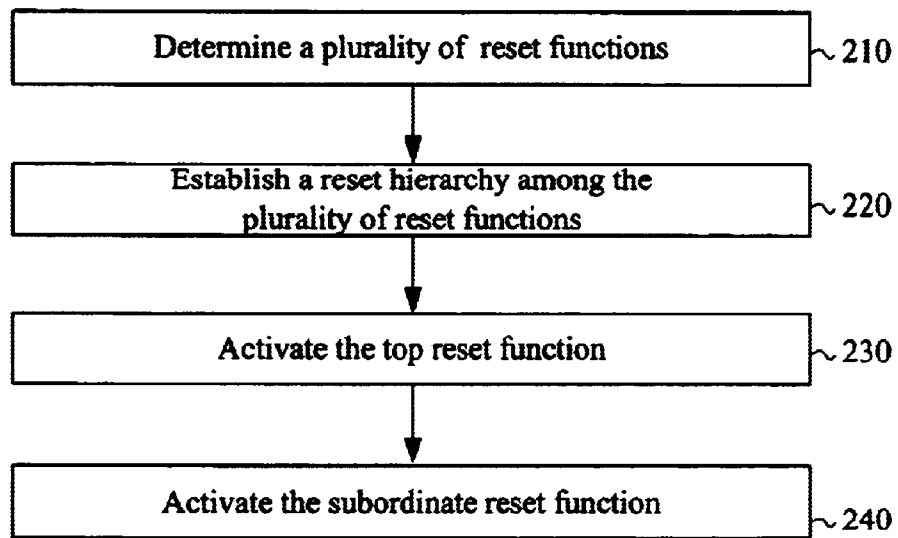 Determine a plurality of reset functions
~210
Establish a reset hierarchy among the
plurality of reset functions
~220
Activate the top reset function
~230
Activate the subordinate reset function
~240